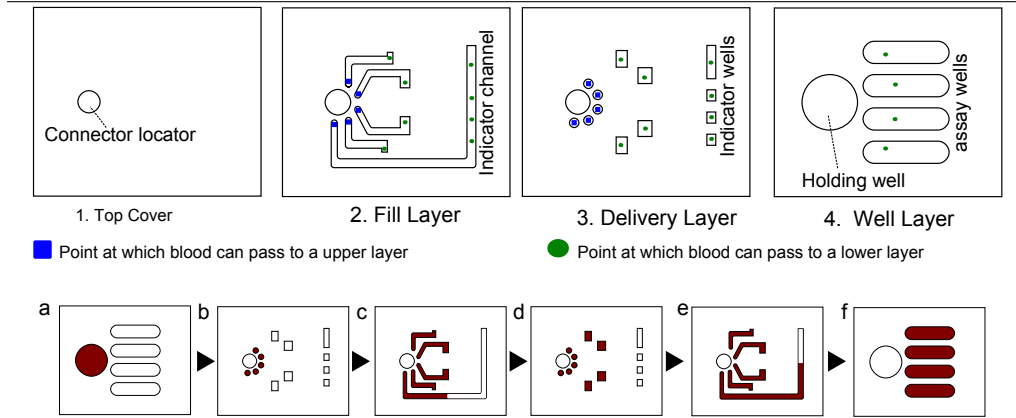 Connector locator
Indicator channel
Indicator wells
Holding well
assay wells
1. Top Cover
2. Fill Layer
3. Delivery Layer
4. Well Layer
Point at which blood can pass to a upper layer
Point at which blood can pass to a lower layer
a
b
c
d
e
f